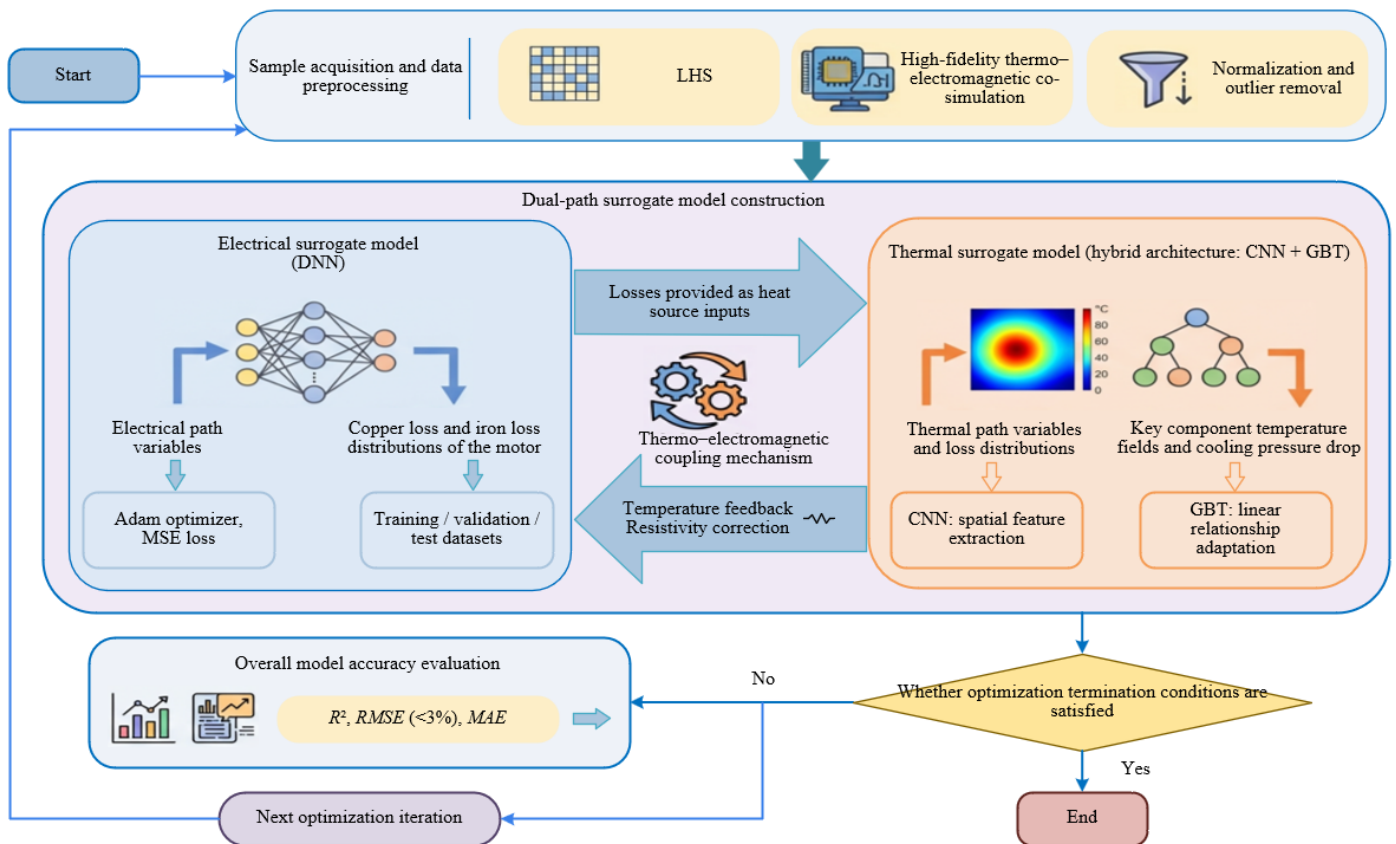 Start
Sample acquisition and data
preprocessing
LHS
High-fidelity thermo–
electromagnetic co-
simulation
Normalization and
outlier removal
Dual-path surrogate model construction
Electrical surrogate model
(DNN)
Electrical path
variables
Copper loss and iron loss
distributions of the motor
Adam optimizer,
MSE loss
Training / validation /
test datasets
Losses provided as heat
source inputs
Thermo–electromagnetic
coupling mechanism
Temperature feedback
Resistivity correction
Thermal surrogate model (hybrid architecture: CNN + GBT)
°C
80
60
40
20
0
Thermal path variables
and loss distributions
Key component temperature
fields and cooling pressure drop
CNN: spatial feature
extraction
GBT: linear
relationship
adaptation
Overall model accuracy evaluation
R², RMSE (<3%), MAE
No
Whether optimization termination conditions are
satisfied
Yes
Next optimization iteration
End